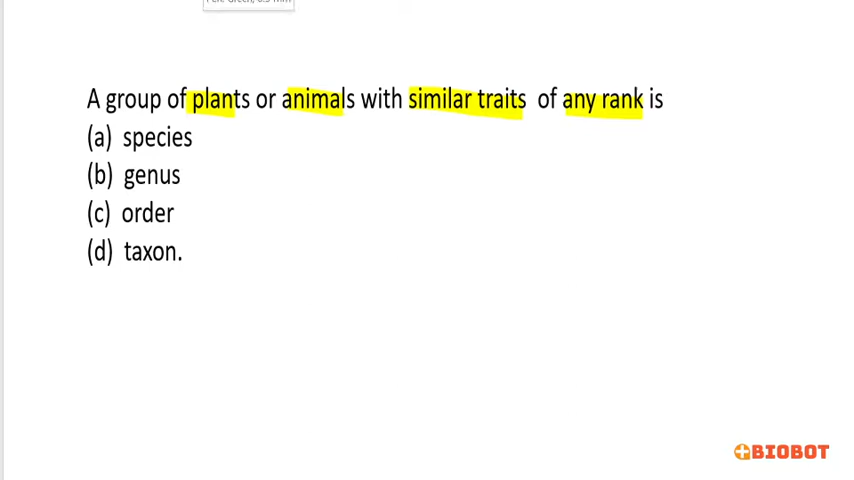 A group of plants or animals with similar traits of any rank is
(a) species
(b) genus
(c) order
(d) taxon.
BIOBOT